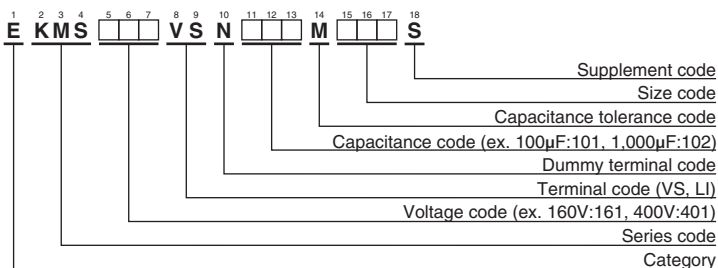 1 2 3 4 5 6 7 8 9 10 11 12 13 14 15 16 17 18
E KMS □□□ VS N □□□ M □□□ S
Supplement code
Size code
Capacitance tolerance code
Capacitance code (ex. 100µF:101, 1,000µF:102)
Dummy terminal code
Terminal code (VS, LI)
Voltage code (ex. 160V:161, 400V:401)
Series code
Category